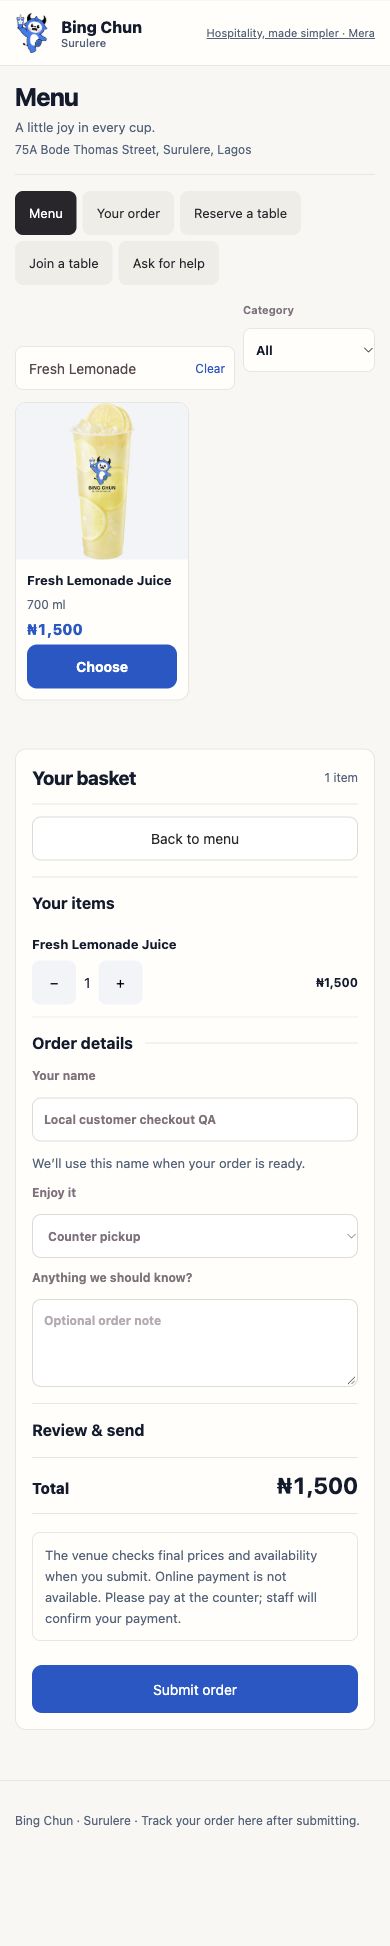 Bing Chun
Surulere
Hospitality, made simpler · Mera
Menu
A little joy in every cup.
75A Bode Thomas Street, Surulere, Lagos
Menu
Your order
Reserve a table
Join a table
Ask for help
Category
All
Fresh Lemonade
Clear
BING CHUN
Fresh Lemonade Juice
700 ml
₦1,500
Choose
Your basket
1 item
Back to menu
Your items
Fresh Lemonade Juice
− 1 +
₦1,500
Order details
Your name
Local customer checkout QA
We’ll use this name when your order is ready.
Enjoy it
Counter pickup
Anything we should know?
Optional order note
Review & send
Total
₦1,500
The venue checks final prices and availability
when you submit. Online payment is not
available. Please pay at the counter; staff will
confirm your payment.
Submit order
Bing Chun · Surulere · Track your order here after submitting.